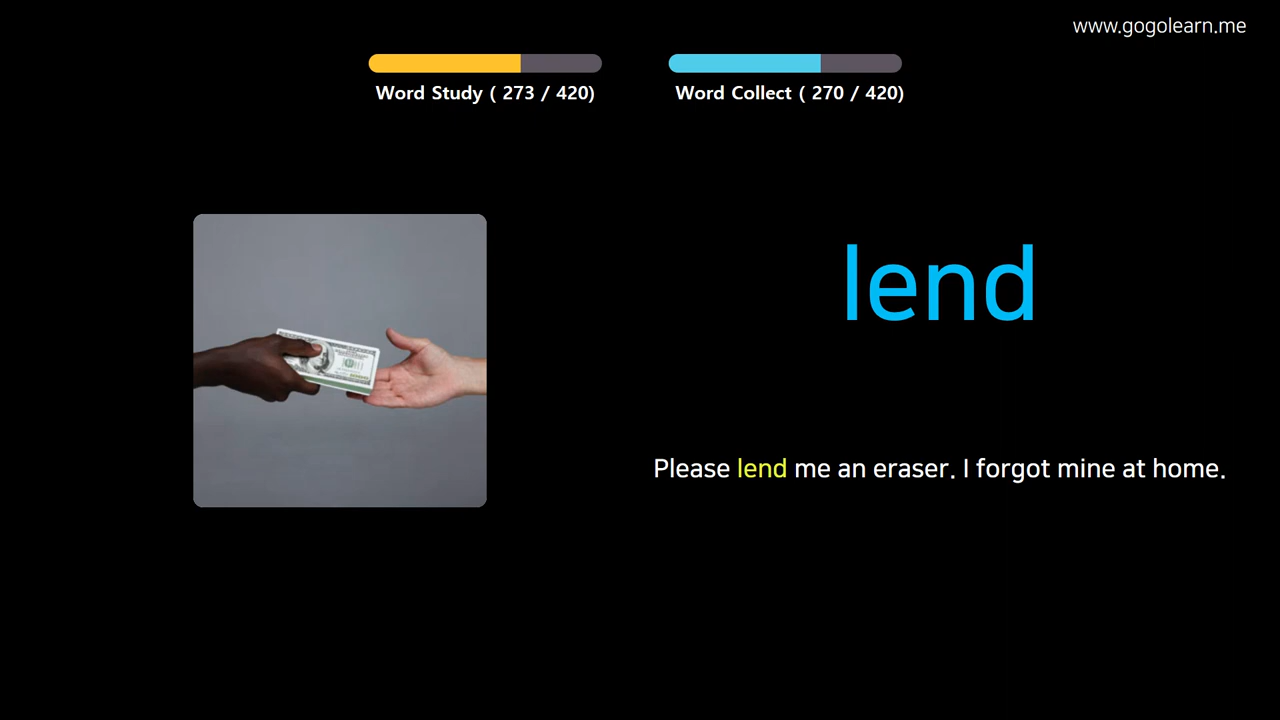 www.gogolearn.me
Word Study ( 273 / 420)
Word Collect ( 270 / 420)
lend
Please lend me an eraser. I forgot mine at home.